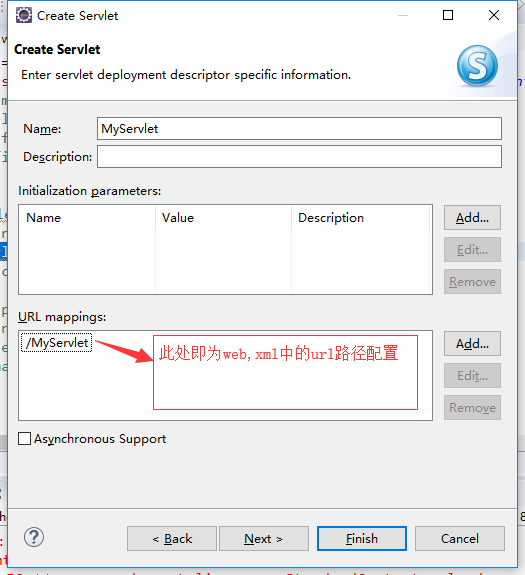 Create Servlet
Create Servlet
Enter servlet deployment descriptor specific information.
S
Name:
MyServlet
Description:
Initialization parameters:
Name Value Description
Add...
Edit...
Remove
URL mappings:
/MyServlet
此处即为web,xml中的url路径配置
Add...
Edit...
Remove
Asynchronous Support
?
< Back Next > Finish Cancel